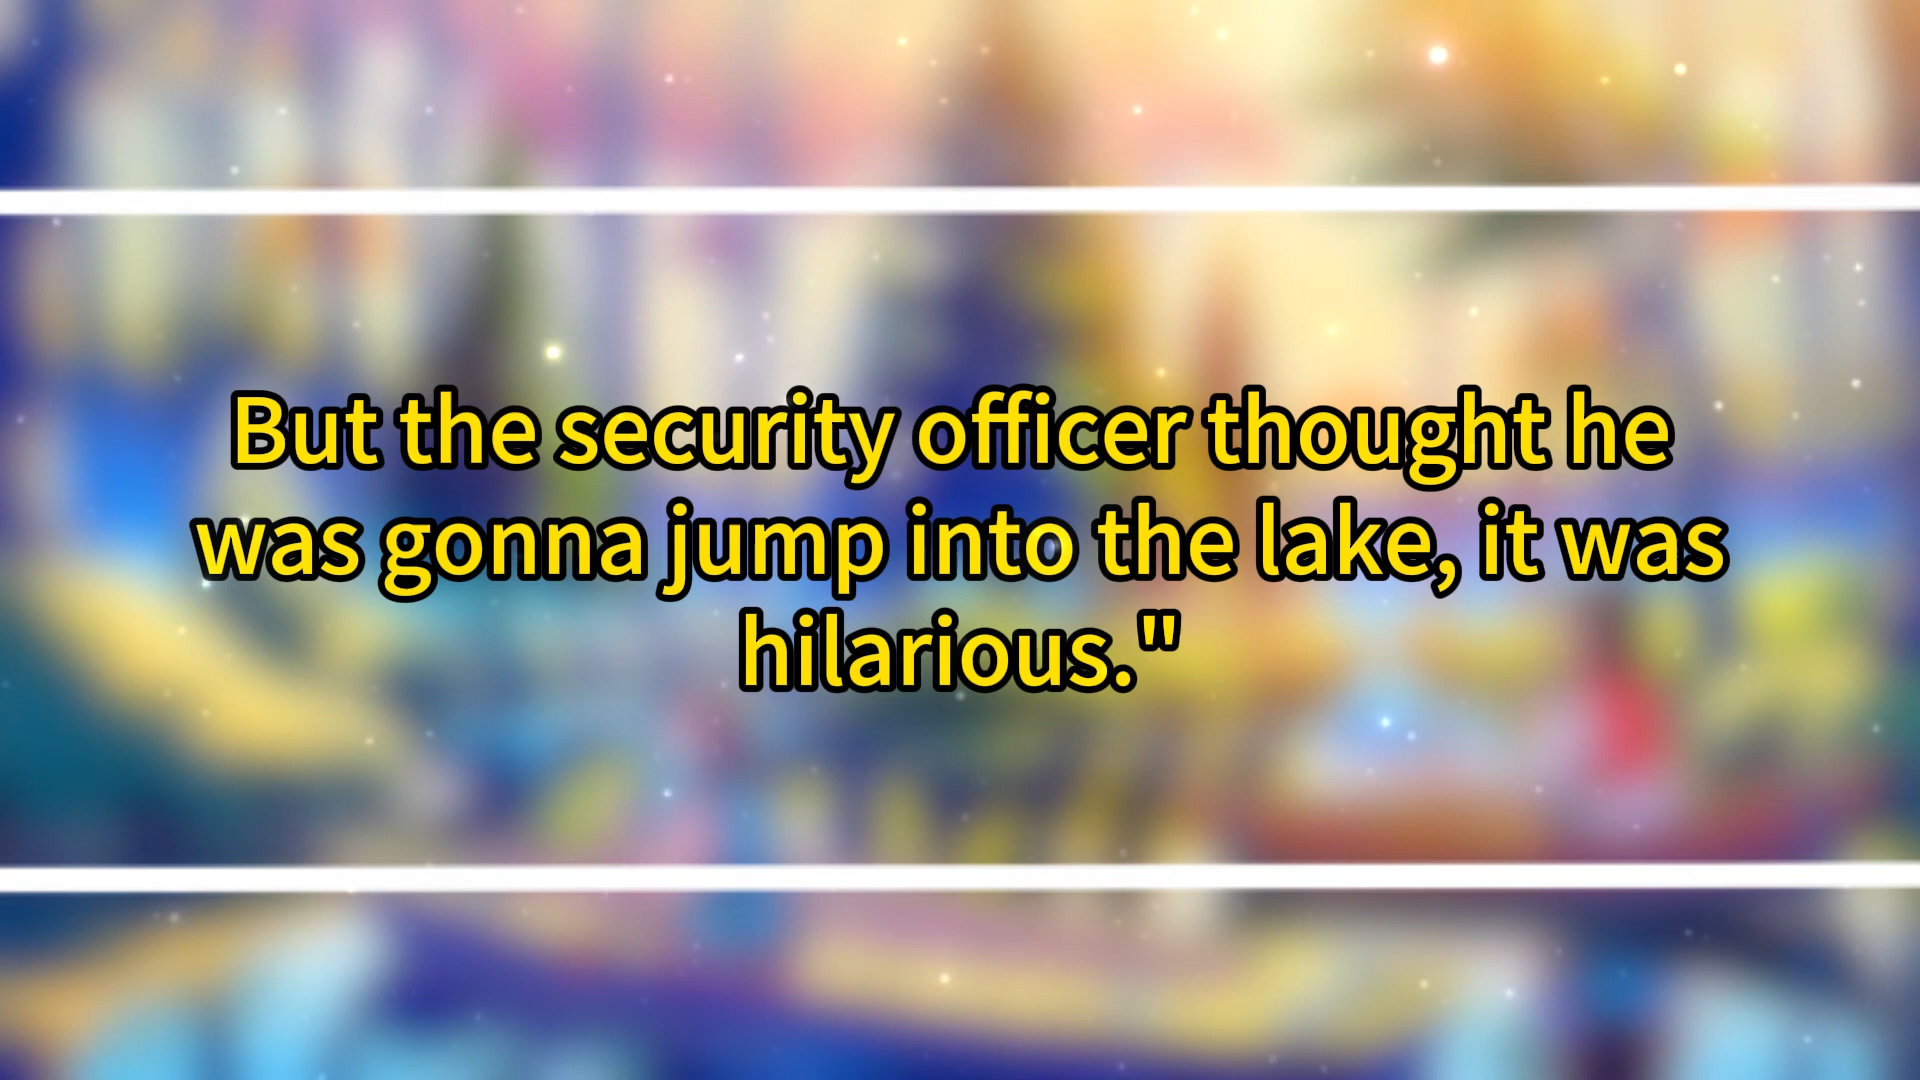 But the security officer thought he
was gonna jump into the lake, it was
hilarious."